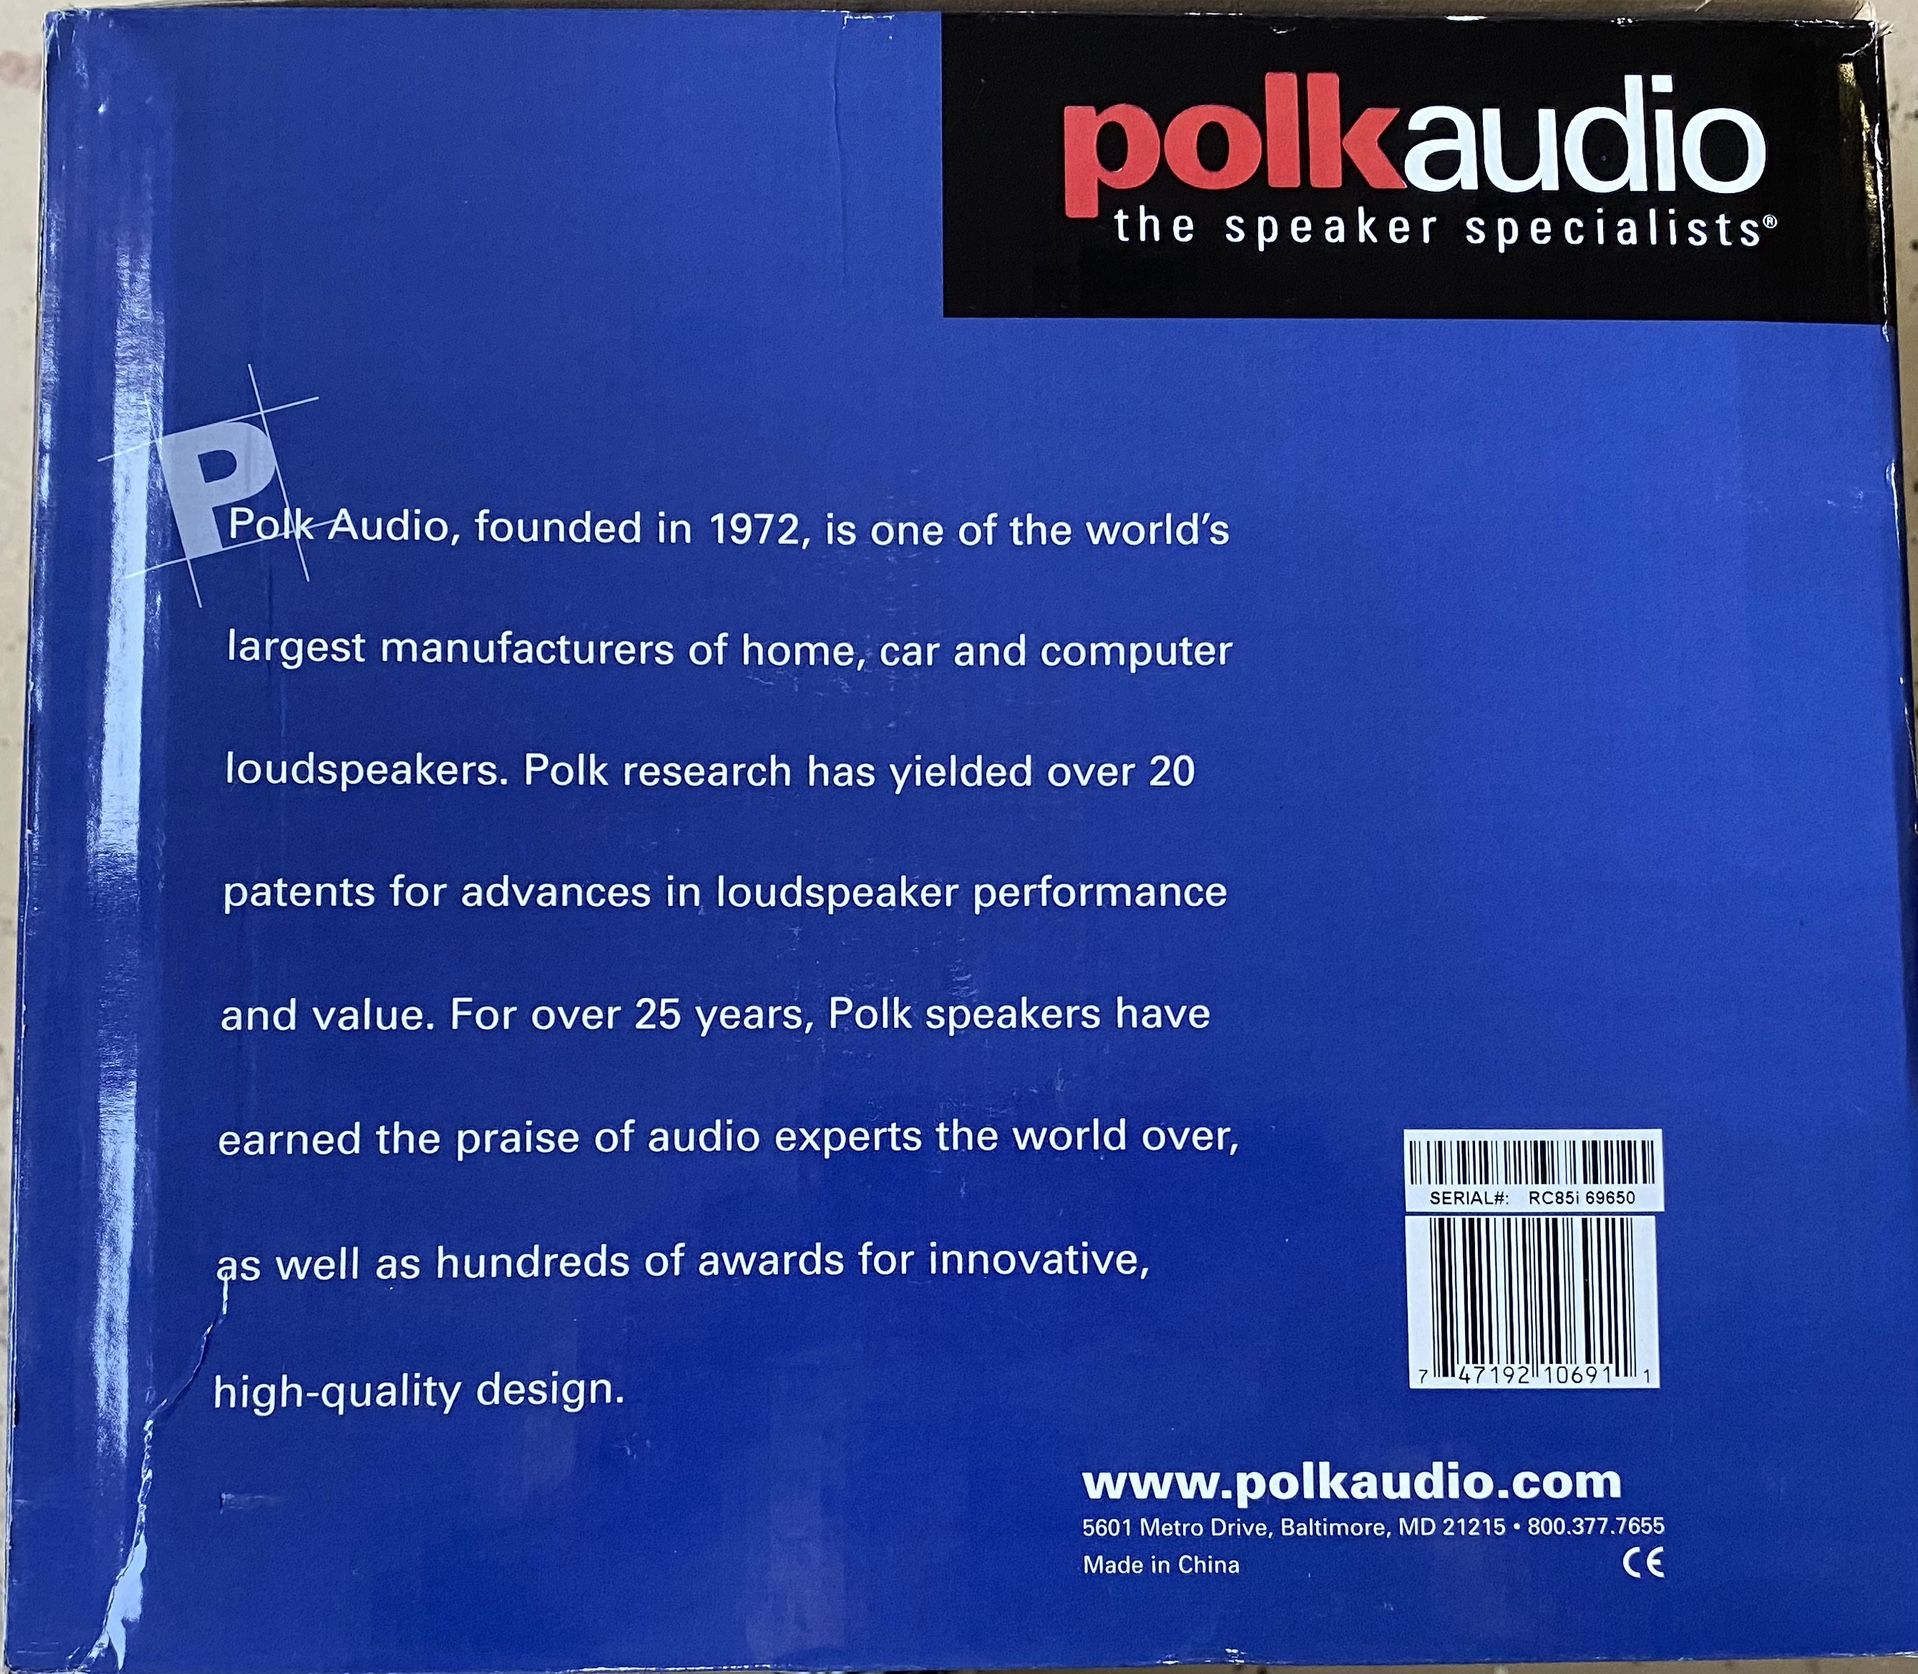 polkaudio
the speaker specialists®
P
Polk Audio, founded in 1972, is one of the world's
largest manufacturers of home, car and computer
loudspeakers. Polk research has yielded over 20
patents for advances in loudspeaker performance
and value. For over 25 years, Polk speakers have
earned the praise of audio experts the world over,
as well as hundreds of awards for innovative,
high-quality design.
SERIAL#: RC85i 69650
7 47192 10691 1
www.polkaudio.com
5601 Metro Drive, Baltimore, MD 21215 • 800.377.7655
Made in China CE